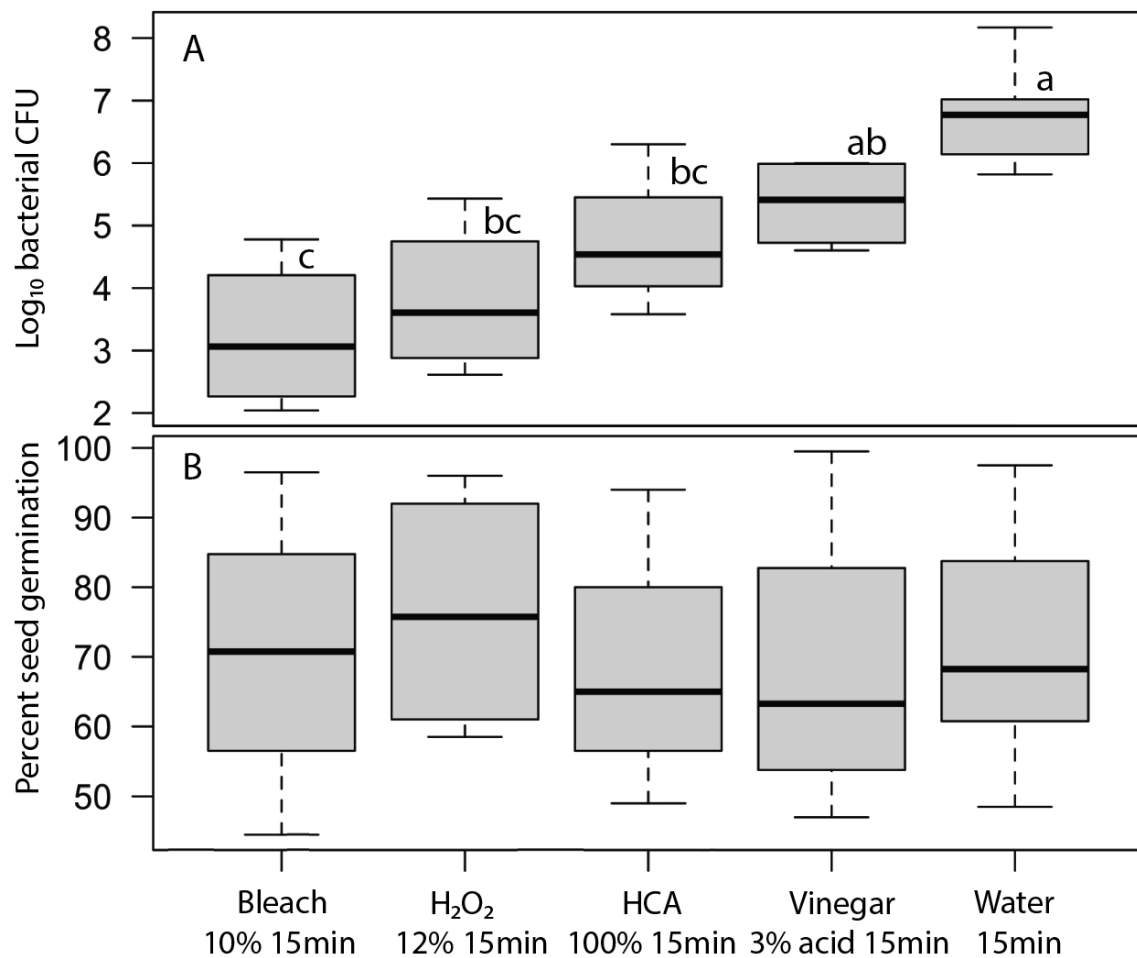 A
Log₁₀ bacterial CFU
8
7
6
5
4
3
2
c
bc
bc
ab
a
B
Percent seed germination
100
90
80
70
60
50
Bleach
10% 15min
H₂O₂
12% 15min
HCA
100% 15min
Vinegar
3% acid 15min
Water
15min